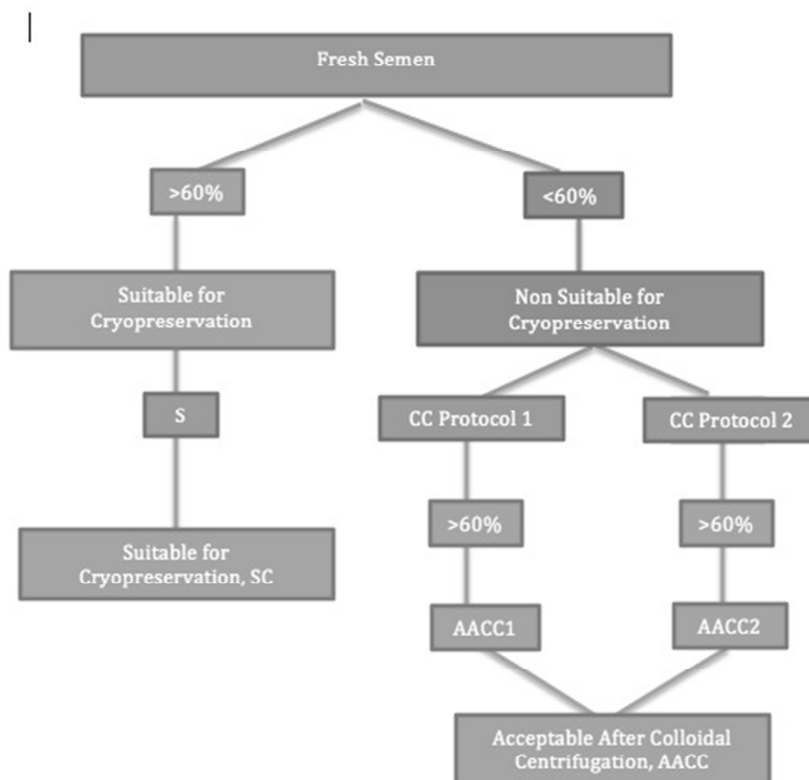 Fresh Semen
>60%
<60%
Suitable for
Cryopreservation
Non Suitable for
Cryopreservation
S
CC Protocol 1
CC Protocol 2
>60%
>60%
Suitable for
Cryopreservation, SC
AACC1
AACC2
Acceptable After Colloidal
Centrifugation, AACC